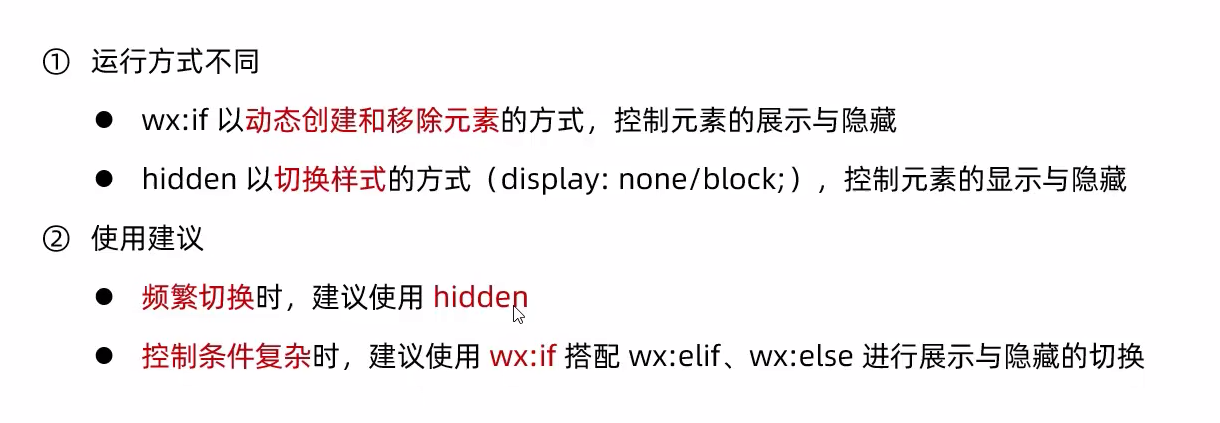 ① 运行方式不同
● wx:if 以动态创建和移除元素的方式，控制元素的展示与隐藏
● hidden 以切换样式的方式（display: none/block;），控制元素的显示与隐藏
② 使用建议
● 频繁切换时，建议使用 hidden
● 控制条件复杂时，建议使用 wx:if 搭配 wx:elif、wx:else 进行展示与隐藏的切换